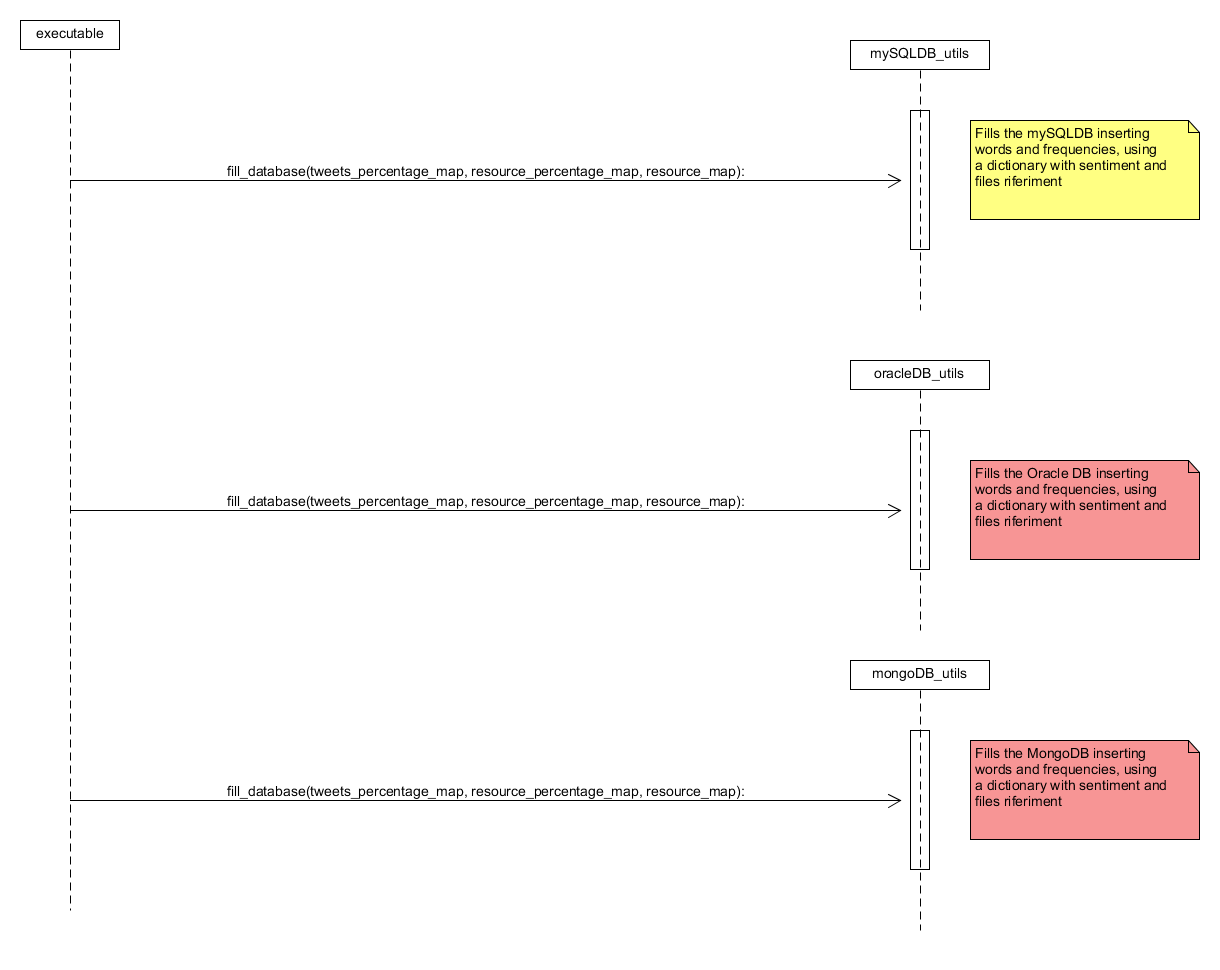 executable
mySQLDB_utils
Fills the mySQLDB inserting
words and frequencies, using
a dictionary with sentiment and
files riferiment
fill_database(tweets_percentage_map, resource_percentage_map, resource_map):
oracleDB_utils
Fills the Oracle DB inserting
words and frequencies, using
a dictionary with sentiment and
files riferiment
fill_database(tweets_percentage_map, resource_percentage_map, resource_map):
mongoDB_utils
Fills the MongoDB inserting
words and frequencies, using
a dictionary with sentiment and
files riferiment
fill_database(tweets_percentage_map, resource_percentage_map, resource_map):